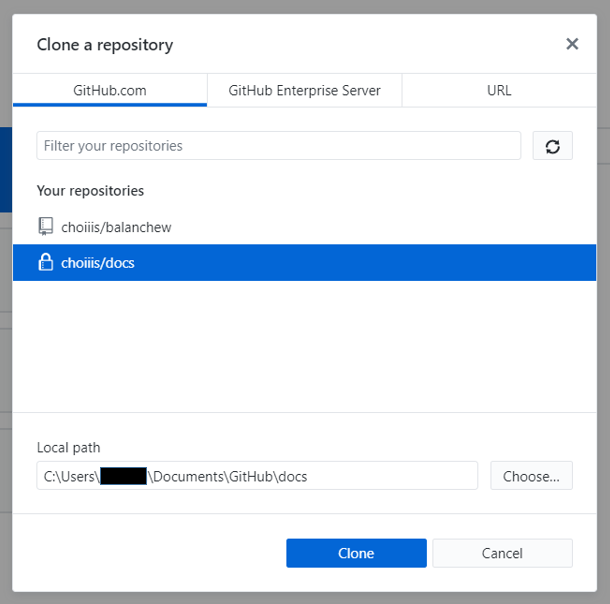 Clone a repository
GitHub.com
GitHub Enterprise Server
URL
Filter your repositories
Your repositories
choiiis/balanchew
choiiis/docs
Local path
C:\Users\ \Documents\GitHub\docs
Choose...
Clone
Cancel